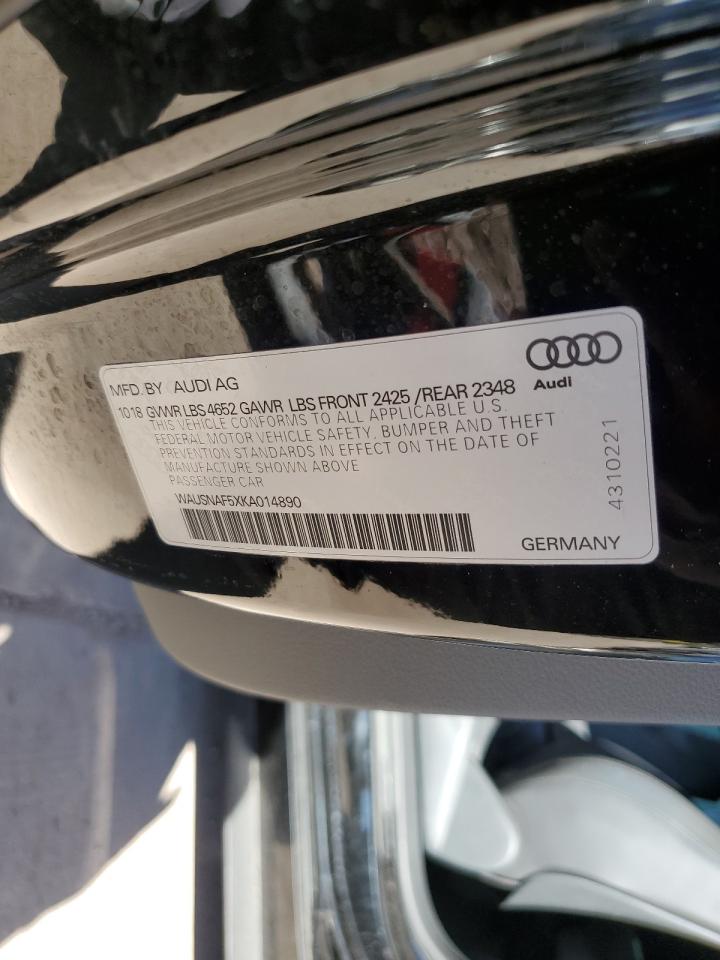 MFD. BY AUDI AG
1018 GVWR LBS 4652 GAWR LBS FRONT 2425 /REAR 2348
THIS VEHICLE CONFORMS TO ALL APPLICABLE U.S.
FEDERAL MOTOR VEHICLE SAFETY, BUMPER AND THEFT
PREVENTION STANDARDS IN EFFECT ON THE DATE OF
MANUFACTURE SHOWN ABOVE
PASSENGER CAR
WAUSNAF5XKA014890
Audi
4310221
GERMANY